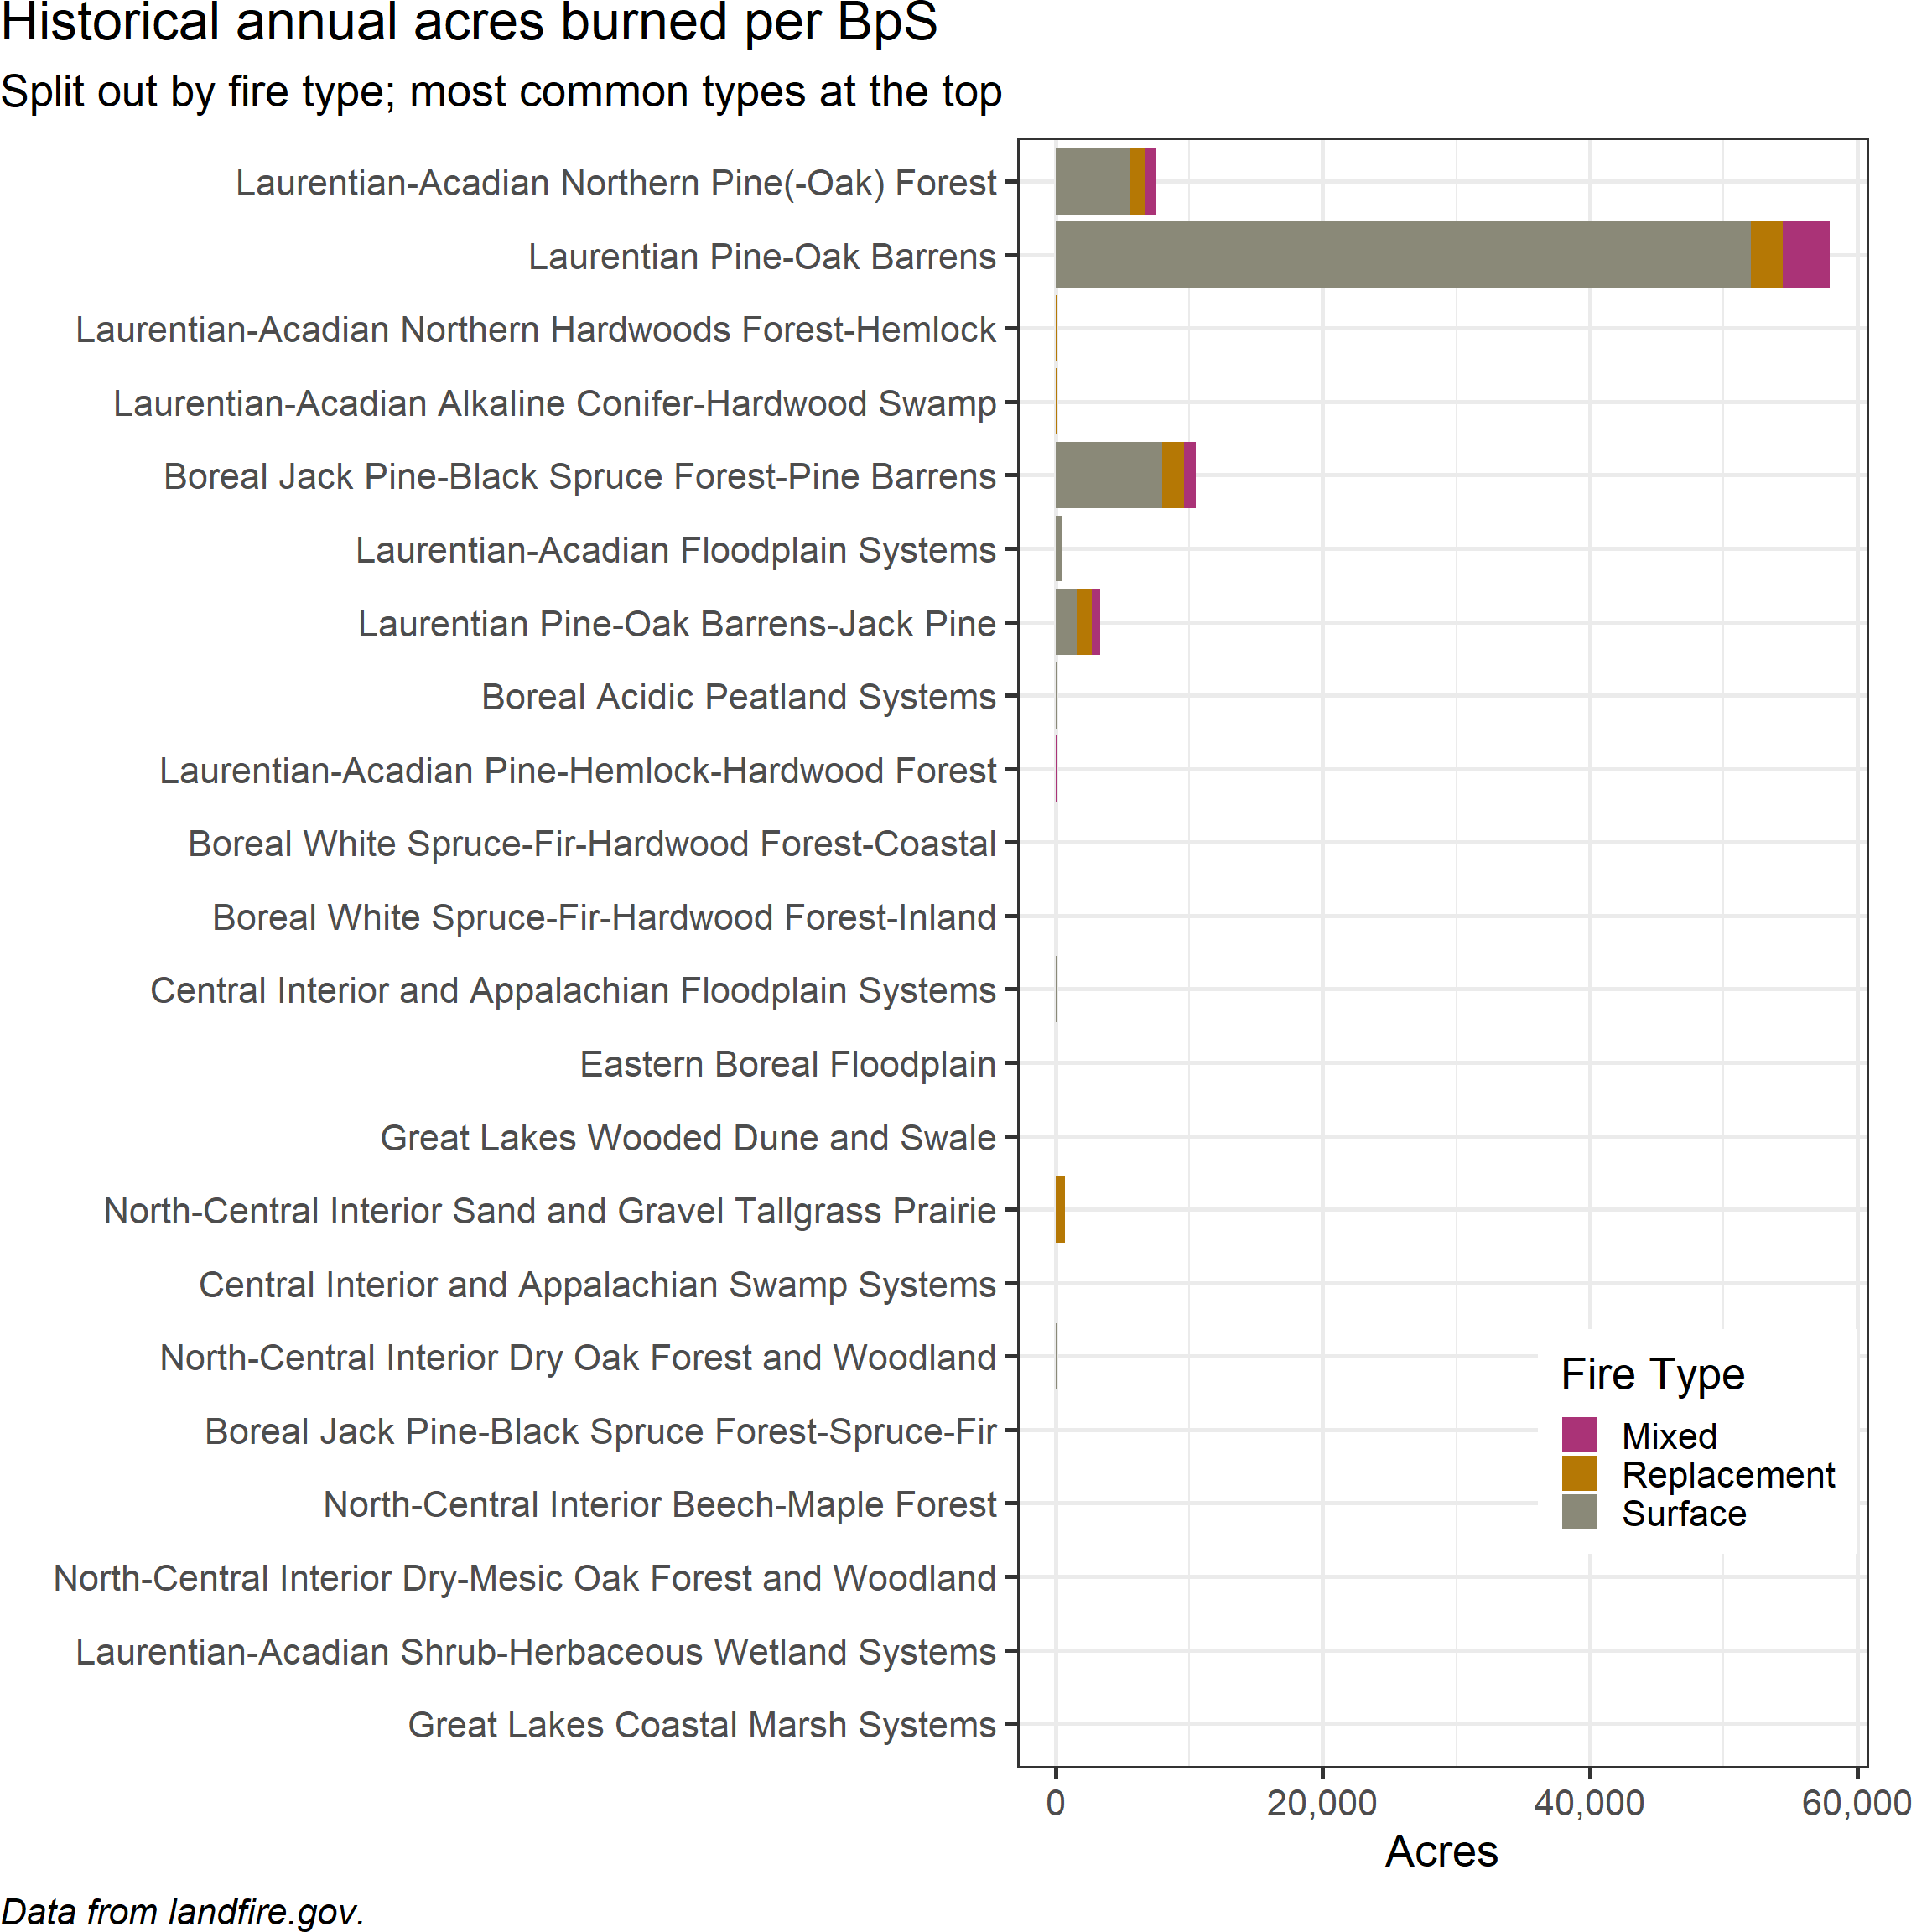 Historical annual acres burned per BpS
Split out by fire type; most common types at the top
Laurentian-Acadian Northern Pine(-Oak) Forest
Laurentian Pine-Oak Barrens
Laurentian-Acadian Northern Hardwoods Forest-Hemlock
Laurentian-Acadian Alkaline Conifer-Hardwood Swamp
Boreal Jack Pine-Black Spruce Forest-Pine Barrens
Laurentian-Acadian Floodplain Systems
Laurentian Pine-Oak Barrens-Jack Pine
Boreal Acidic Peatland Systems
Laurentian-Acadian Pine-Hemlock-Hardwood Forest
Boreal White Spruce-Fir-Hardwood Forest-Coastal
Boreal White Spruce-Fir-Hardwood Forest-Inland
Central Interior and Appalachian Floodplain Systems
Eastern Boreal Floodplain
Great Lakes Wooded Dune and Swale
North-Central Interior Sand and Gravel Tallgrass Prairie
Central Interior and Appalachian Swamp Systems
North-Central Interior Dry Oak Forest and Woodland
Boreal Jack Pine-Black Spruce Forest-Spruce-Fir
North-Central Interior Beech-Maple Forest
North-Central Interior Dry-Mesic Oak Forest and Woodland
Laurentian-Acadian Shrub-Herbaceous Wetland Systems
Great Lakes Coastal Marsh Systems
Fire Type
Mixed
Replacement
Surface
0 20,000 40,000 60,000
Acres
Data from landfire.gov.